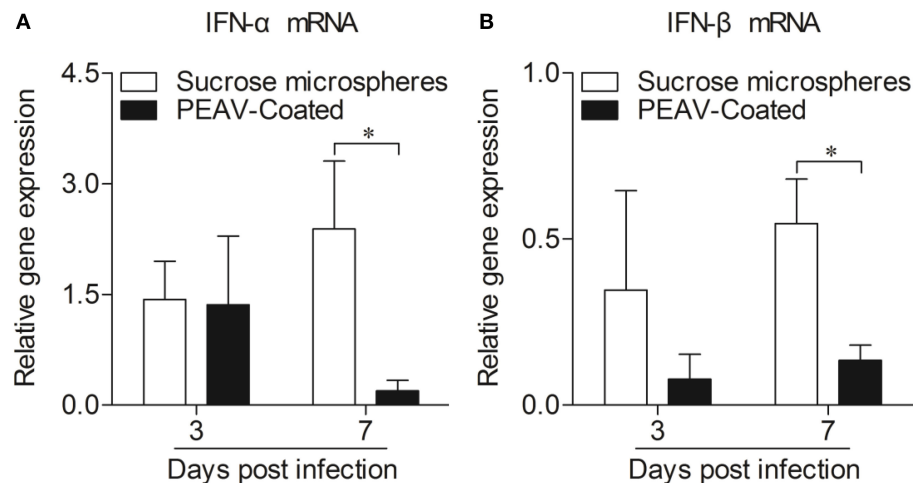 A IFN-α mRNA
Relative gene expression
4.5
3.0
1.5
0.0
Sucrose microspheres
PEAV-Coated
*
3 7
Days post infection
B IFN-β mRNA
Relative gene expression
1.0
0.5
0.0
Sucrose microspheres
PEAV-Coated
*
3 7
Days post infection